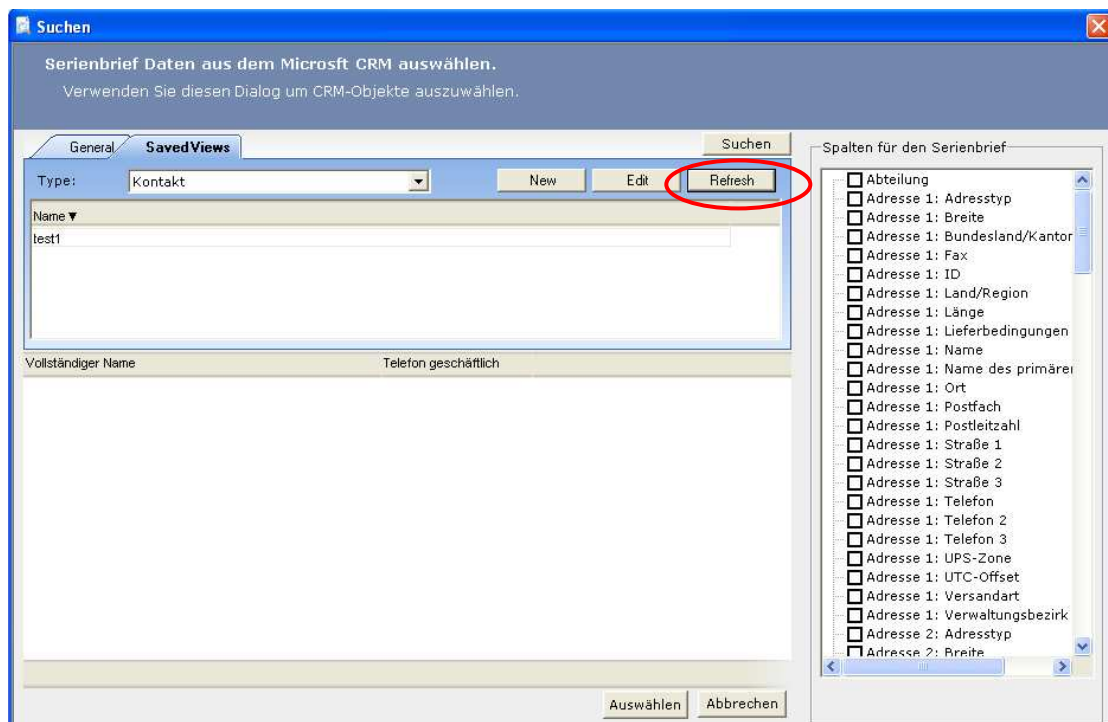 Suchen
Serienbrief Daten aus dem Microsft CRM auswählen.
Verwenden Sie diesen Dialog um CRM-Objekte auszuwählen.
General
SavedViews
Suchen
Type:
Kontakt
New
Edit
Refresh
Name
test1
Vollständiger Name
Telefon geschäftlich
Spalten für den Serienbrief
Abteilung
Adresse 1: Adresstyp
Adresse 1: Breite
Adresse 1: Bundesland/Kanton
Adresse 1: Fax
Adresse 1: ID
Adresse 1: Land/Region
Adresse 1: Länge
Adresse 1: Lieferbedingungen
Adresse 1: Name
Adresse 1: Name des primären
Adresse 1: Ort
Adresse 1: Postfach
Adresse 1: Postleitzahl
Adresse 1: Straße 1
Adresse 1: Straße 2
Adresse 1: Straße 3
Adresse 1: Telefon
Adresse 1: Telefon 2
Adresse 1: Telefon 3
Adresse 1: UPS-Zone
Adresse 1: UTC-Offset
Adresse 1: Versandart
Adresse 1: Verwaltungsbezirk
Adresse 2: Adresstyp
Adresse 2: Breite
Auswählen
Abbrechen